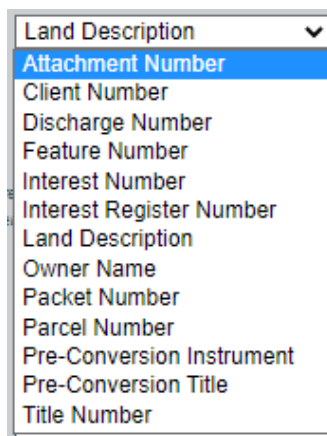 Land Description
Attachment Number
Client Number
Discharge Number
Feature Number
Interest Number
Interest Register Number
Land Description
Owner Name
Packet Number
Parcel Number
Pre-Conversion Instrument
Pre-Conversion Title
Title Number